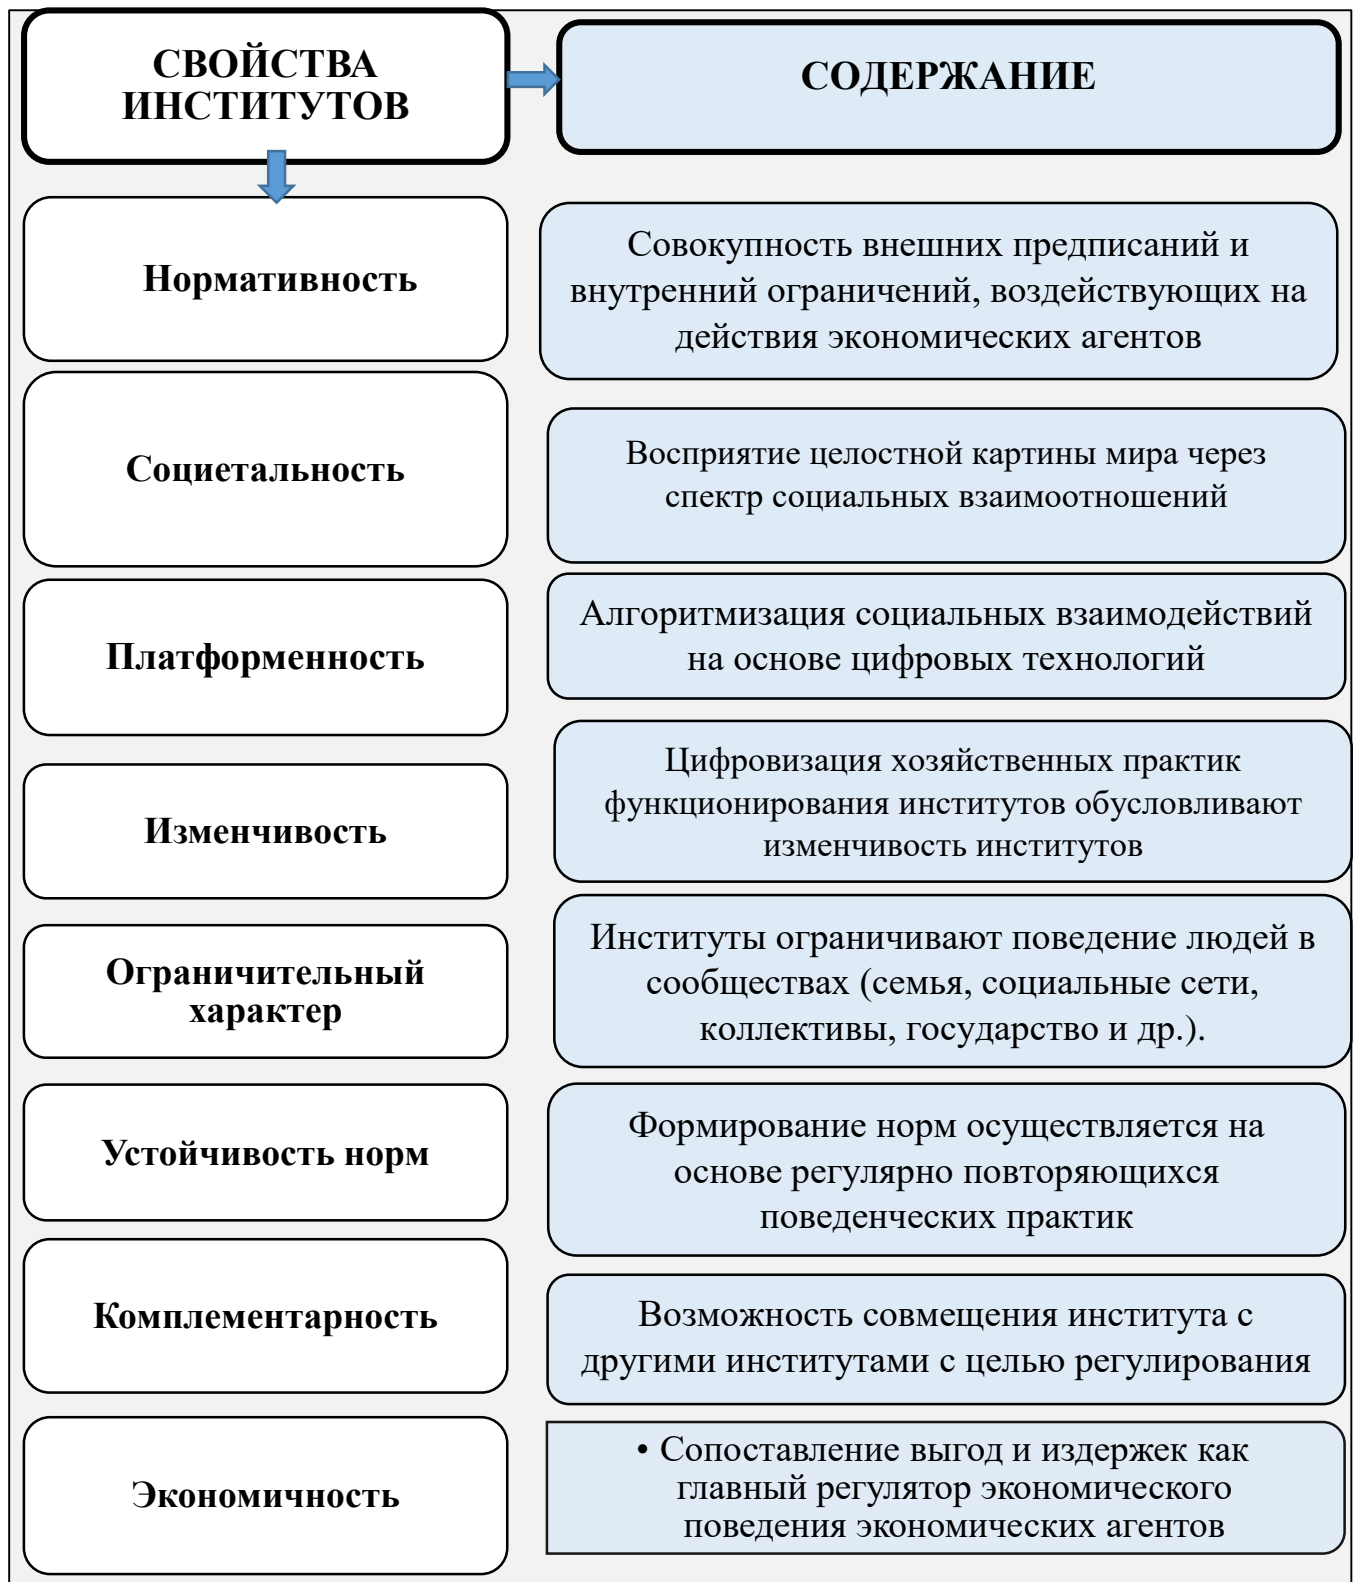 СВОЙСТВА
ИНСТИТУТОВ
СОДЕРЖАНИЕ
Нормативность
Совокупность внешних предписаний и
внутренний ограничений, воздействующих на
действия экономических агентов
Социетальность
Восприятие целостной картины мира через
спектр социальных взаимоотношений
Платформенность
Алгоритмизация социальных взаимодействий
на основе цифровых технологий
Изменчивость
Цифровизация хозяйственных практик
функционирования институтов обусловливают
изменчивость институтов
Ограничительный
характер
Институты ограничивают поведение людей в
сообществах (семья, социальные сети,
коллективы, государство и др.).
Устойчивость норм
Формирование норм осуществляется на
основе регулярно повторяющихся
поведенческих практик
Комплементарность
Возможность совмещения института с
другими институтами с целью регулирования
Экономичность
• Сопоставление выгод и издержек как
главный регулятор экономического
поведения экономических агентов